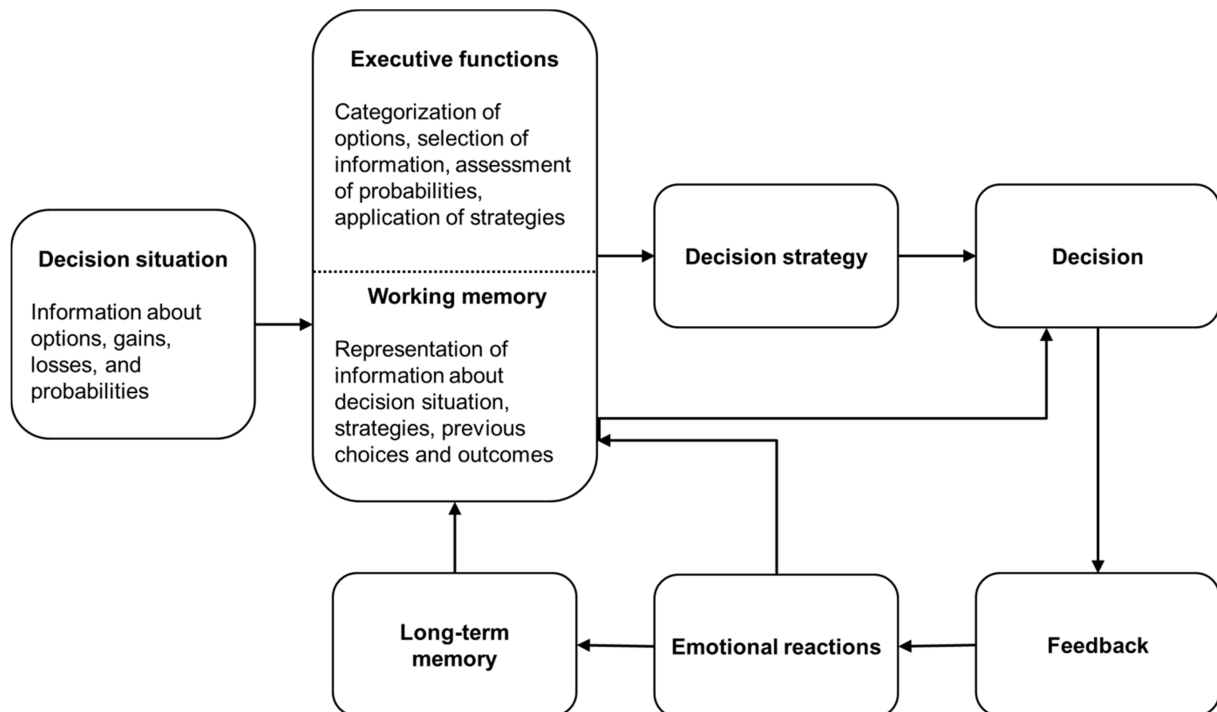 Executive functions
Categorization of
options, selection of
information, assessment
of probabilities,
application of strategies
Decision situation
Information about
options, gains,
losses, and
probabilities
Working memory
Representation of
information about
decision situation,
strategies, previous
choices and outcomes
Decision strategy
Decision
Long-term
memory
Emotional reactions
Feedback